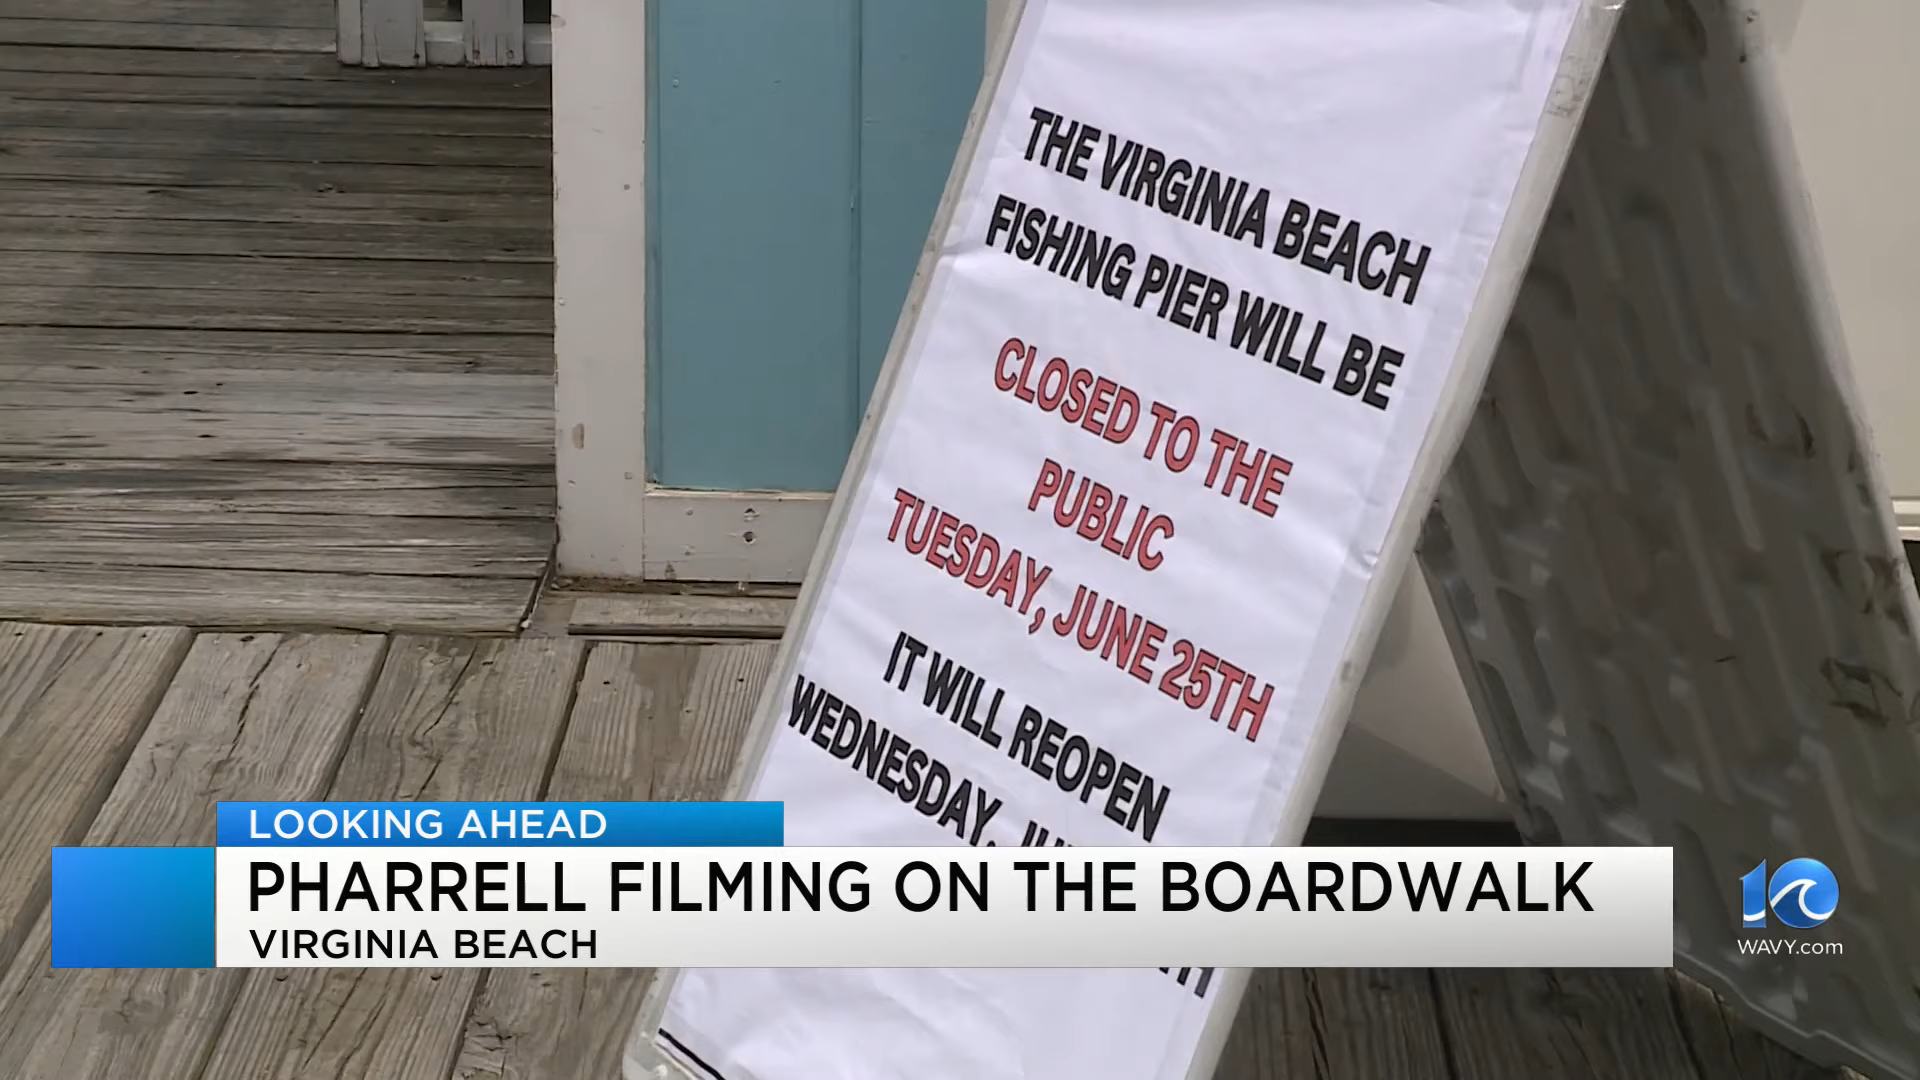 THE VIRGINIA BEACH
FISHING PIER WILL BE
CLOSED TO THE
PUBLIC
TUESDAY, JUNE 25TH
IT WILL REOPEN
WEDNESDAY,
LOOKING AHEAD
PHARRELL FILMING ON THE BOARDWALK
VIRGINIA BEACH
10
WAVY.com